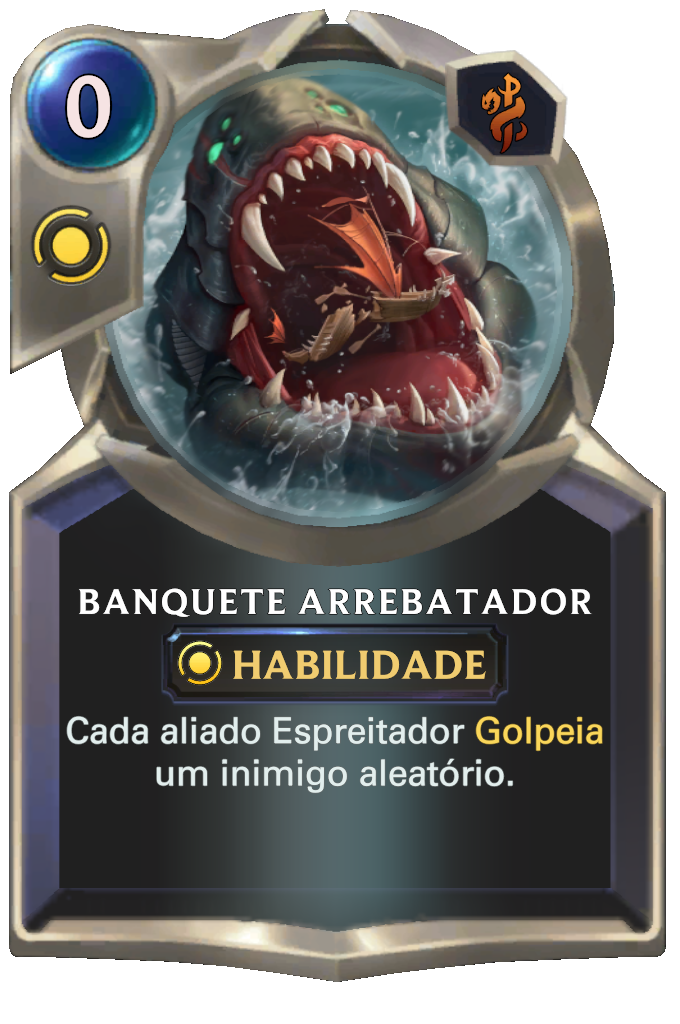 0
BANQUETE ARREBATADOR
HABILIDADE
Cada aliado Espreitador Golpeia
um inimigo aleatório.